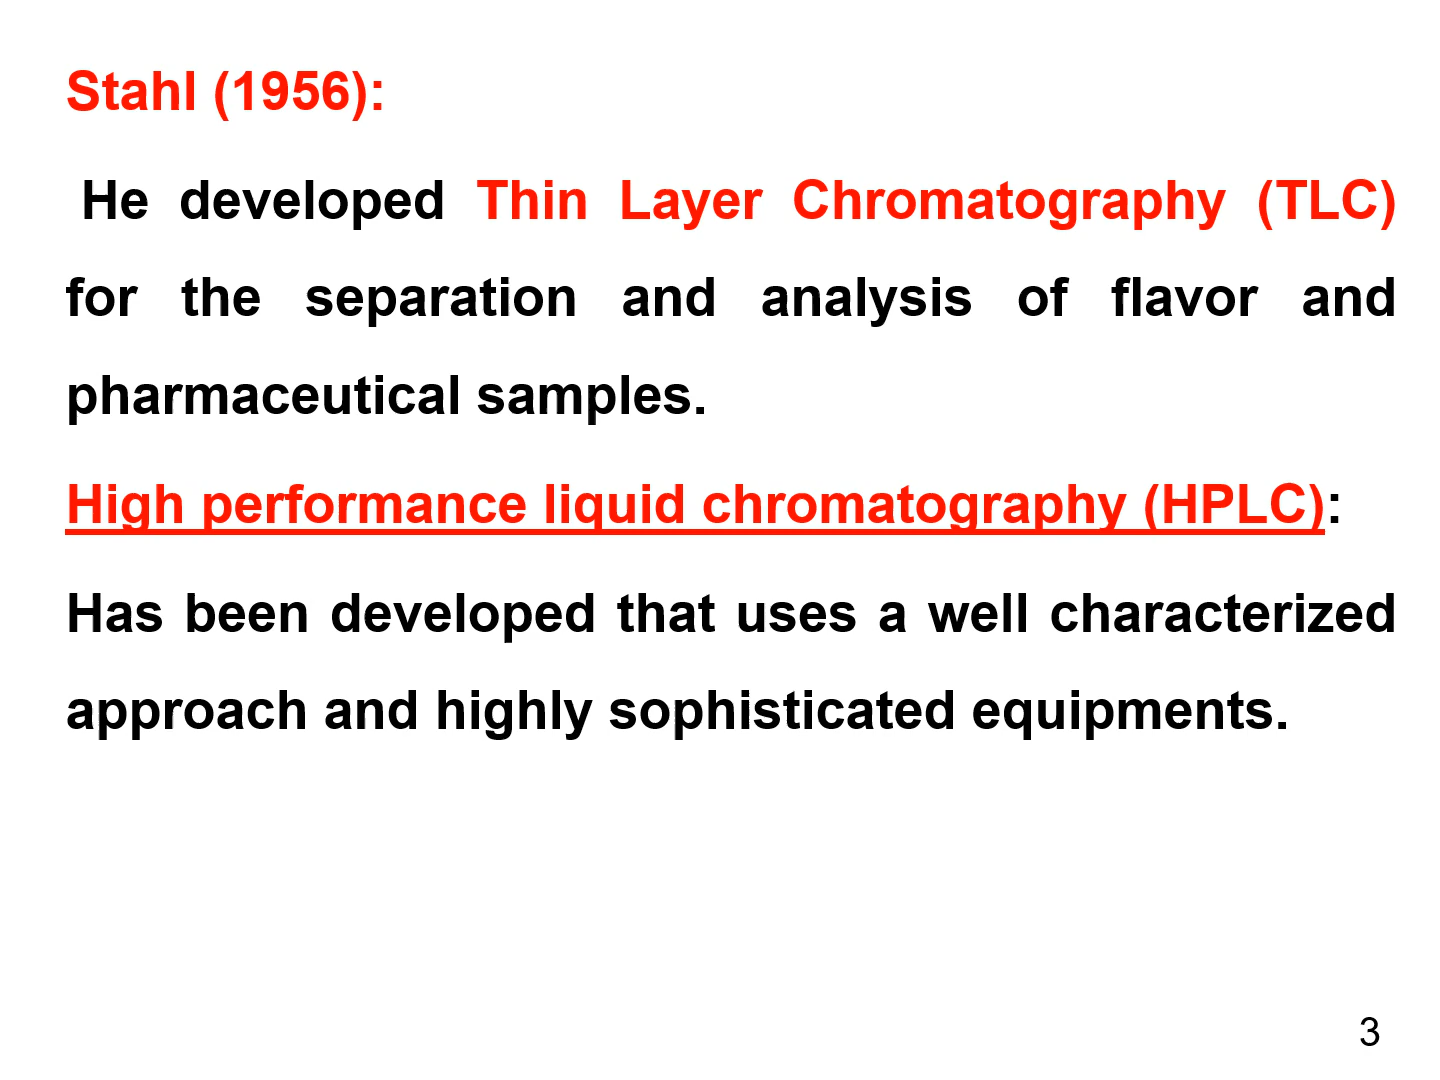 Stahl (1956):
He developed Thin Layer Chromatography (TLC)
for the separation and analysis of flavor and
pharmaceutical samples.
High performance liquid chromatography (HPLC):
Has been developed that uses a well characterized
approach and highly sophisticated equipments.
3